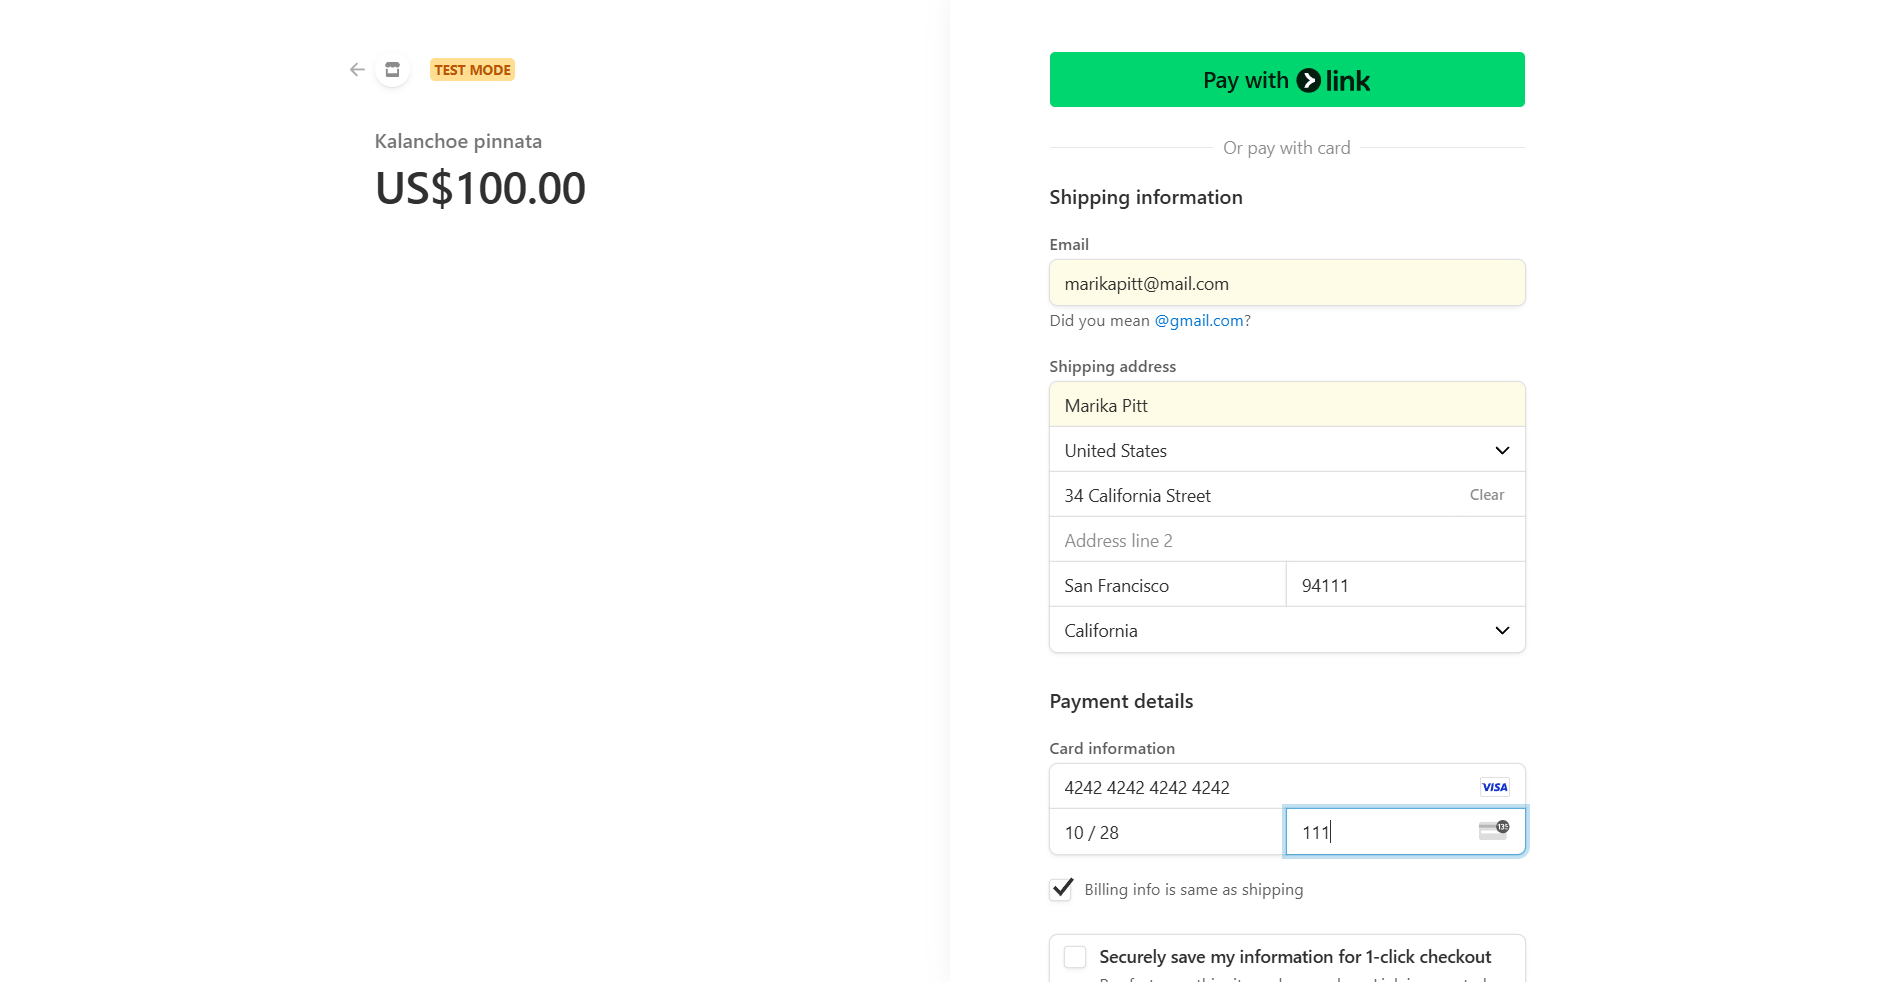 TEST MODE
Kalanchoe pinnata
US$100.00
Pay with link
Or pay with card
Shipping information
Email
marikapitt@mail.com
Did you mean @gmail.com?
Shipping address
Marika Pitt
United States
34 California Street Clear
Address line 2
San Francisco 94111
California
Payment details
Card information
4242 4242 4242 4242 VISA
10 / 28 111 135
Billing info is same as shipping
Securely save my information for 1-click checkout